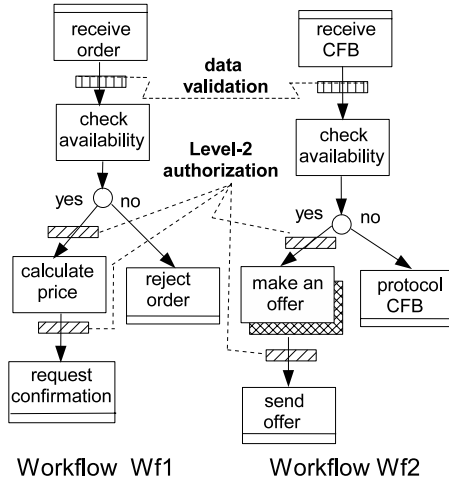 receive
order
receive
CFB
data
validation
check
availability
check
availability
Level-2
authorization
yes
no
yes
no
calculate
price
reject
order
make an
offer
protocol
CFB
request
confirmation
send
offer
Workflow Wf1
Workflow Wf2